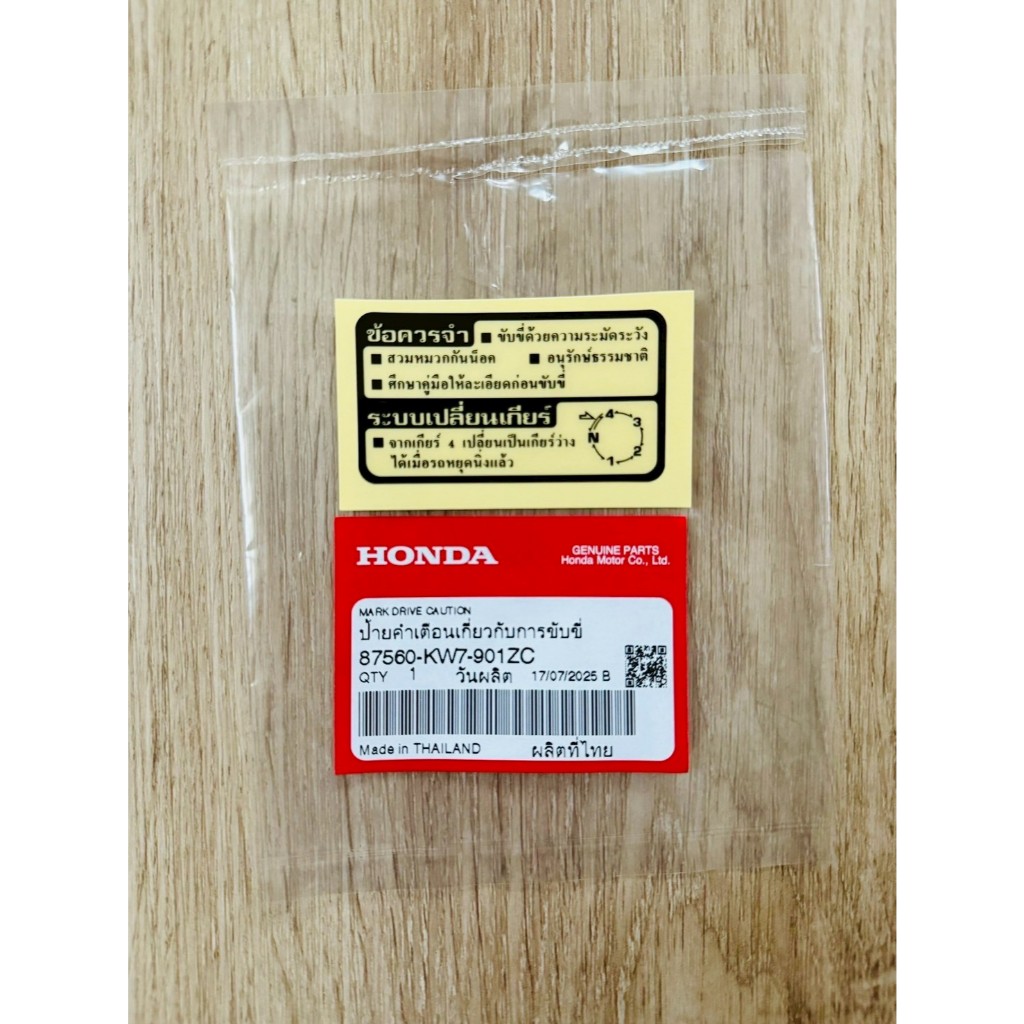 ข้อควรจำ ■ ขับขี่ด้วยความระมัดระวัง
■ สวมหมวกกันน็อค ■ อนุรักษ์ธรรมชาติ
■ ศึกษาคู่มือให้ละเอียดก่อนขับขี่
ระบบเปลี่ยนเกียร์
■ จากเกียร์ 4 เปลี่ยนเป็นเกียร์ว่าง
ได้เมื่อรถหยุดนิ่งแล้ว
N 1 2 3 4
HONDA
GENUINE PARTS
Honda Motor Co., Ltd.
MARK DRIVE CAUTION
ป้ายคำเตือนเกี่ยวกับการขับขี่
87560-KW7-901ZC
QTY 1 วันผลิต 17/07/2025 B
Made in THAILAND ผลิตที่ไทย